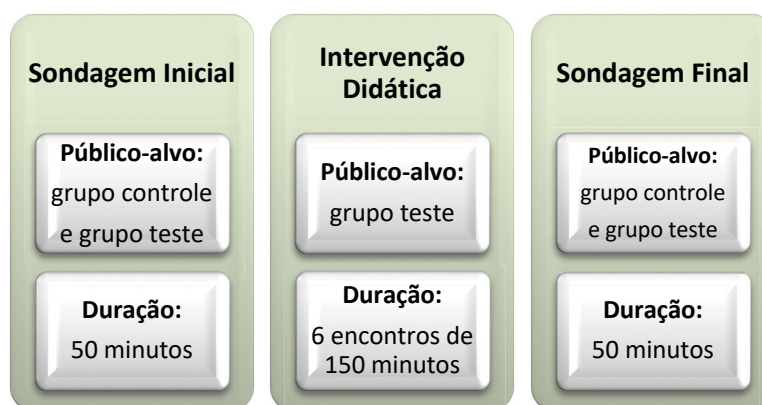 Sondagem Inicial
Público-alvo:
grupo controle
e grupo teste
Duração:
50 minutos
Intervenção
Didática
Público-alvo:
grupo teste
Duração:
6 encontros de
150 minutos
Sondagem Final
Público-alvo:
grupo controle
e grupo teste
Duração:
50 minutos